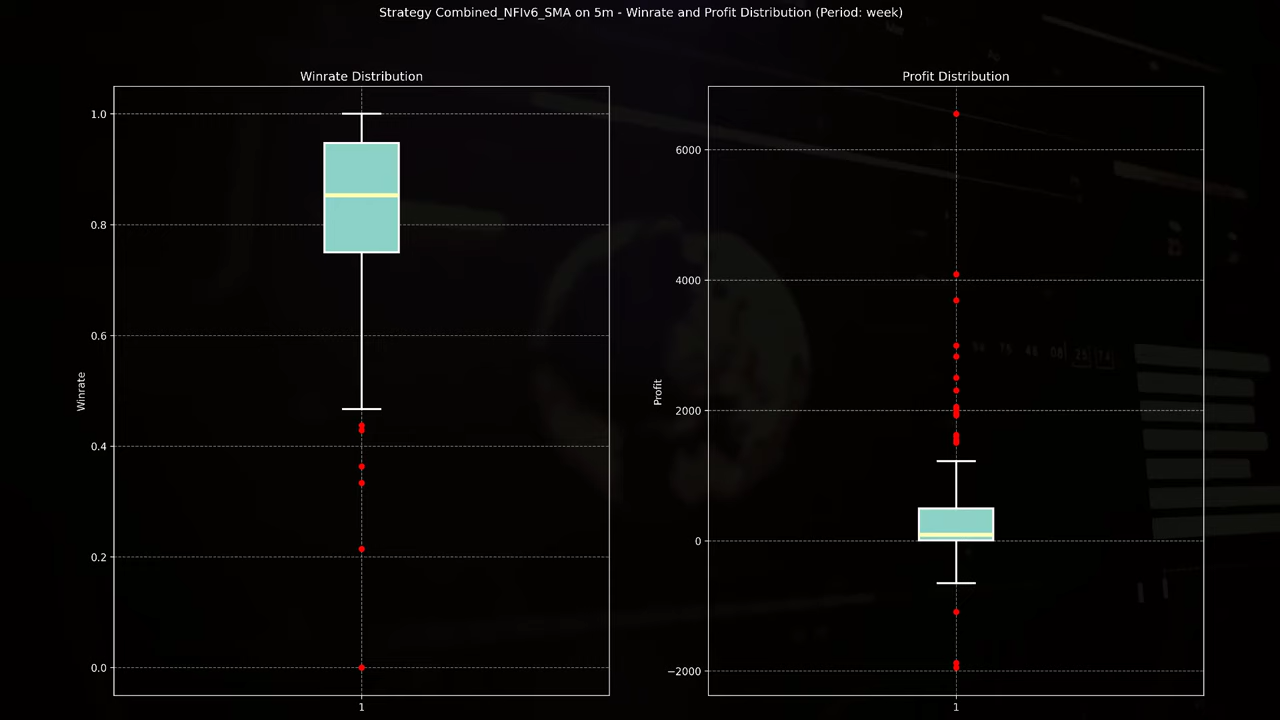 Strategy Combined_NFIv6_SMA on 5m - Winrate and Profit Distribution (Period: week)
Winrate Distribution
Profit Distribution
1.0
0.8
0.6
0.4
0.2
0.0
Winrate
1
6000
4000
2000
0
−2000
Profit
1